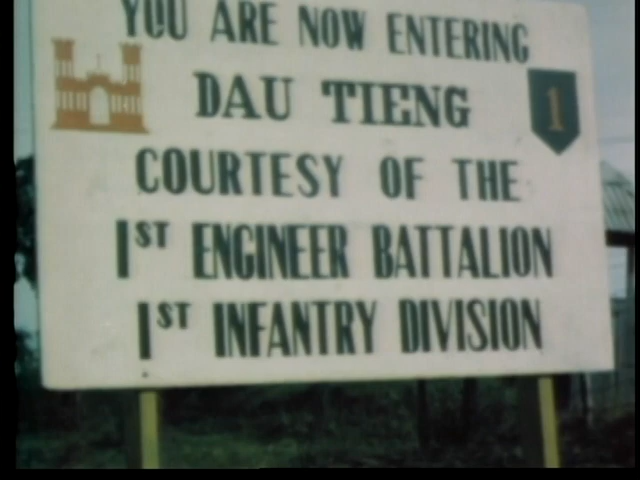 YOU ARE NOW ENTERING
DAU TIENG
1
COURTESY OF THE
1ST ENGINEER BATTALION
1ST INFANTRY DIVISION